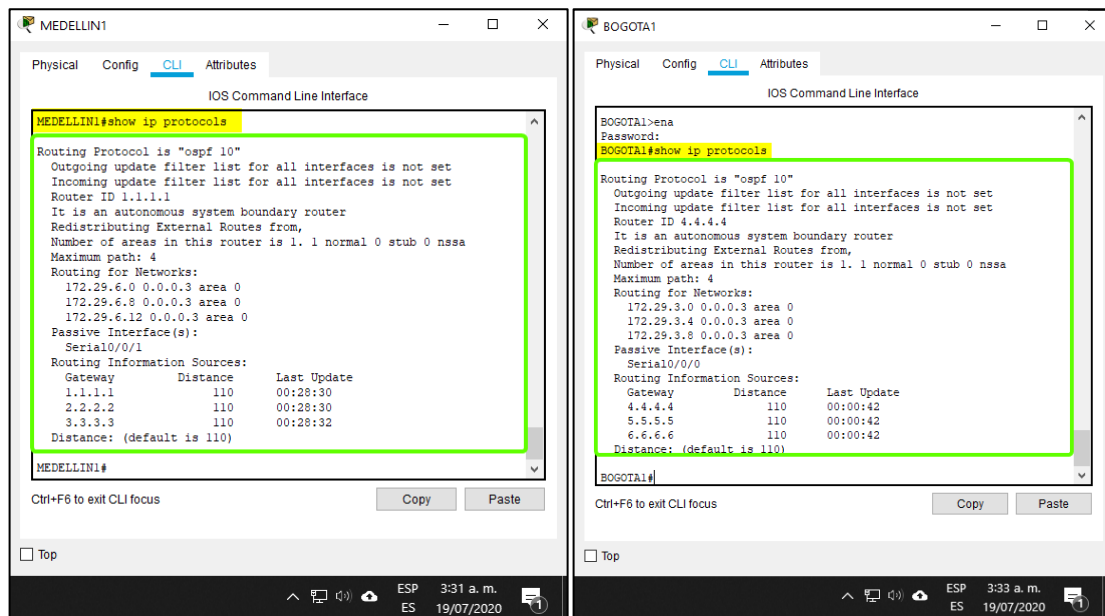 MEDELLIN1
Physical Config CLI Attributes
IOS Command Line Interface
MEDELLIN1#show ip protocols
Routing Protocol is "ospf 10"
Outgoing update filter list for all interfaces is not set
Incoming update filter list for all interfaces is not set
Router ID 1.1.1.1
It is an autonomous system boundary router
Redistributing External Routes from,
Number of areas in this router is 1. 1 normal 0 stub 0 nssa
Maximum path: 4
Routing for Networks:
172.29.6.0 0.0.0.3 area 0
172.29.6.8 0.0.0.3 area 0
172.29.6.12 0.0.0.3 area 0
Passive Interface(s):
Serial0/0/1
Routing Information Sources:
Gateway Distance Last Update
1.1.1.1 110 00:28:30
2.2.2.2 110 00:28:30
3.3.3.3 110 00:28:32
Distance: (default is 110)
MEDELLIN1#
Ctrl+F6 to exit CLI focus
Copy Paste
Top
ESP 3:31 a. m.
ES 19/07/2020 1
BOGOTA1
Physical Config CLI Attributes
IOS Command Line Interface
BOGOTA1>ena
Password:
BOGOTA1#show ip protocols
Routing Protocol is "ospf 10"
Outgoing update filter list for all interfaces is not set
Incoming update filter list for all interfaces is not set
Router ID 4.4.4.4
It is an autonomous system boundary router
Redistributing External Routes from,
Number of areas in this router is 1. 1 normal 0 stub 0 nssa
Maximum path: 4
Routing for Networks:
172.29.3.0 0.0.0.3 area 0
172.29.3.4 0.0.0.3 area 0
172.29.3.8 0.0.0.3 area 0
Passive Interface(s):
Serial0/0/0
Routing Information Sources:
Gateway Distance Last Update
4.4.4.4 110 00:00:42
5.5.5.5 110 00:00:42
6.6.6.6 110 00:00:42
Distance: (default is 110)
BOGOTA1#
Ctrl+F6 to exit CLI focus
Copy Paste
Top
ESP 3:33 a. m.
ES 19/07/2020 1